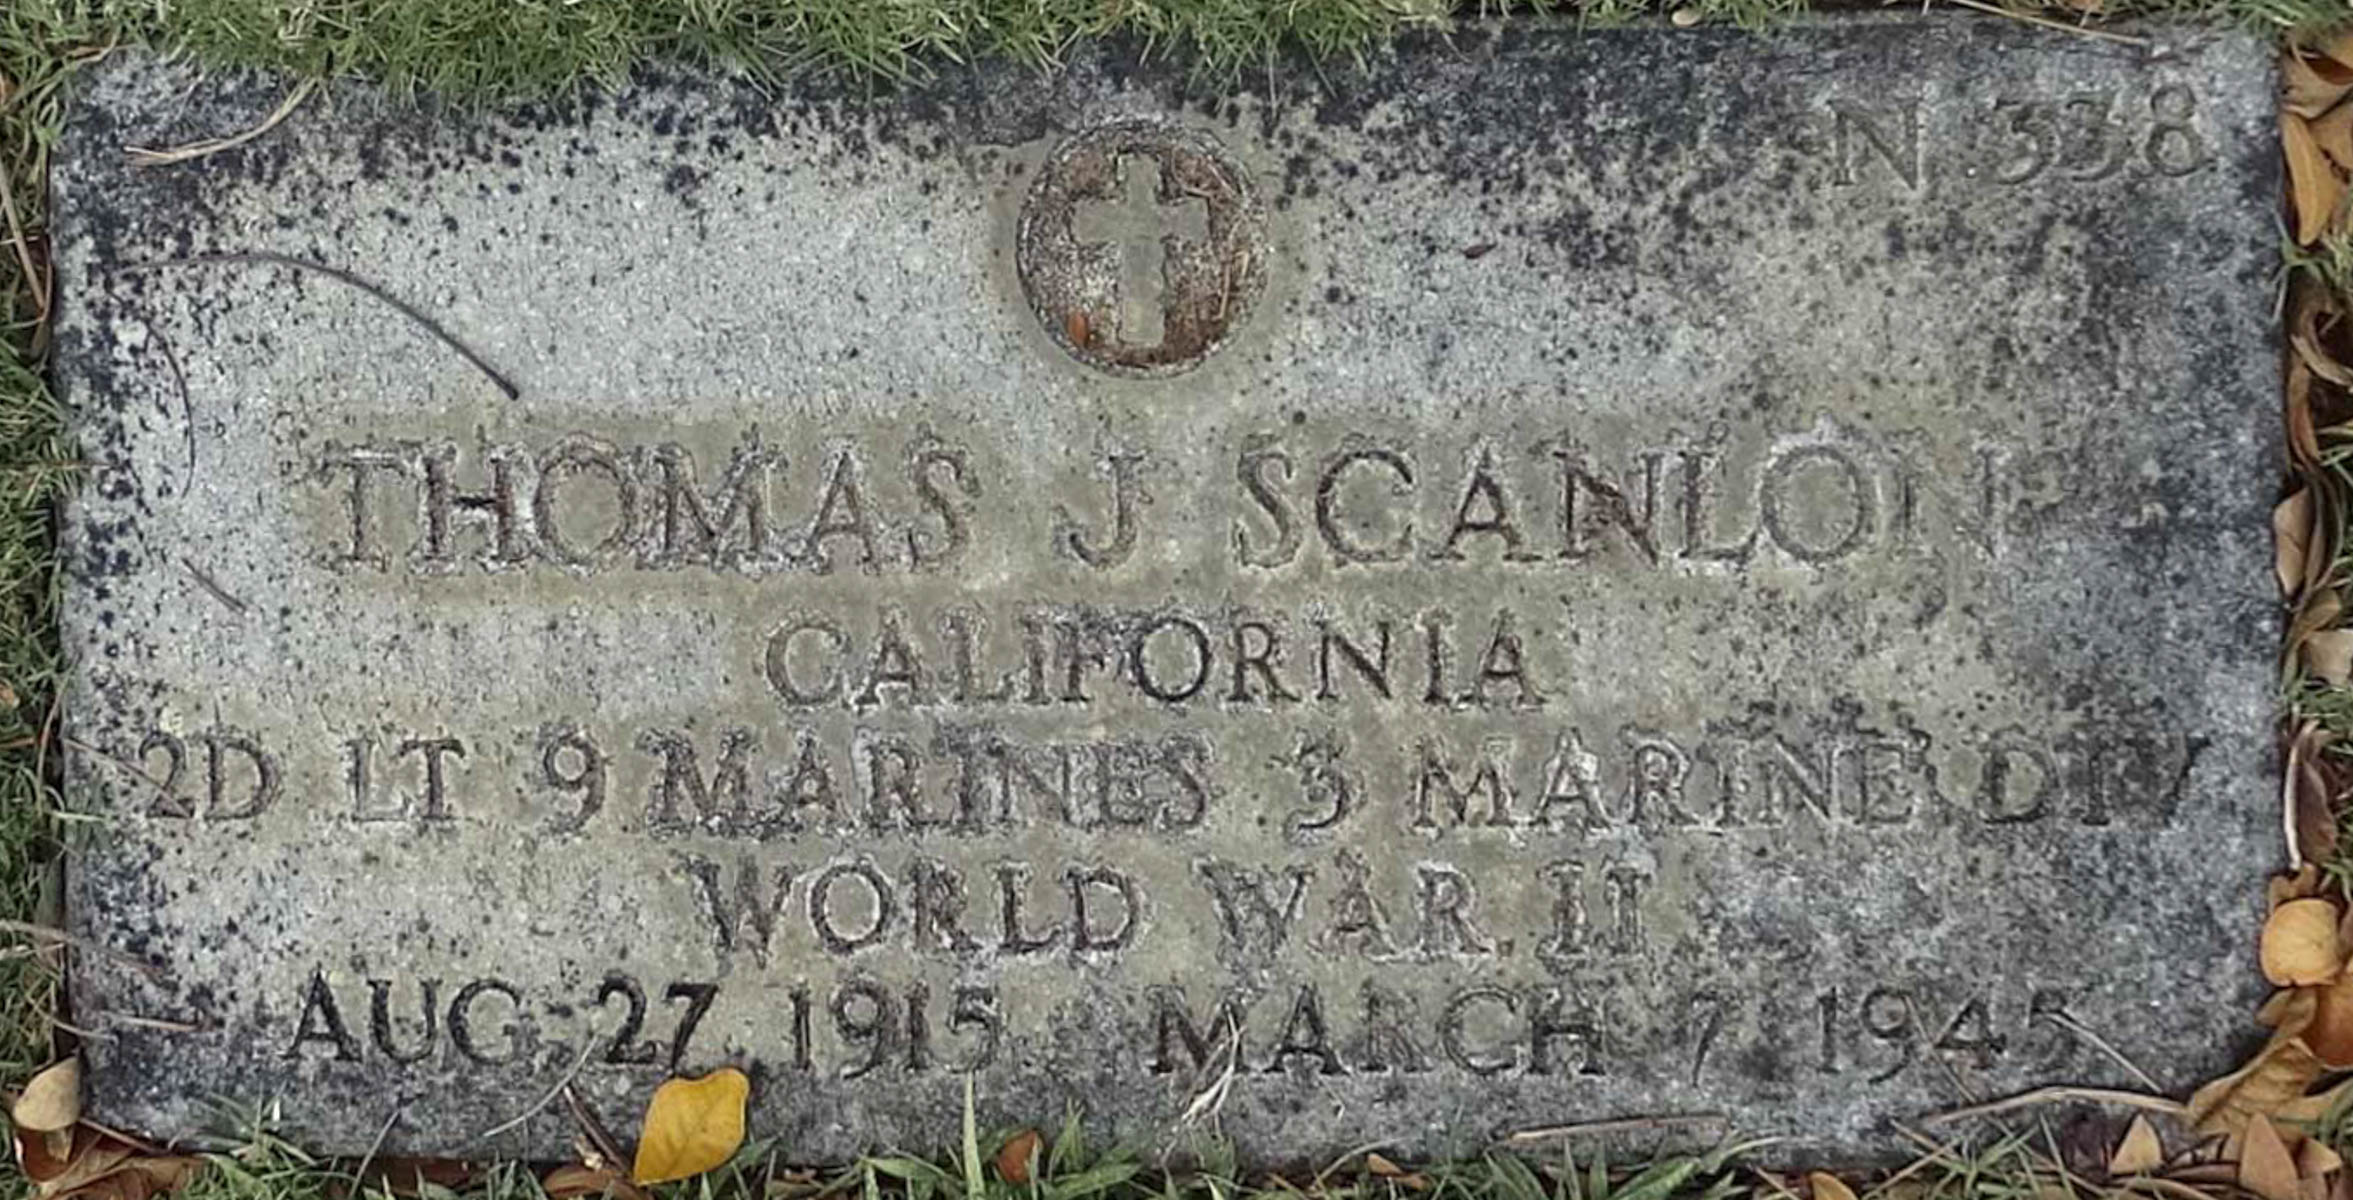 N 338
THOMAS J SCANLON
CALIFORNIA
2D LT 9 MARINES 3 MARINE DIV
WORLD WAR II
AUG. 27 1915 MARCH 7 1945